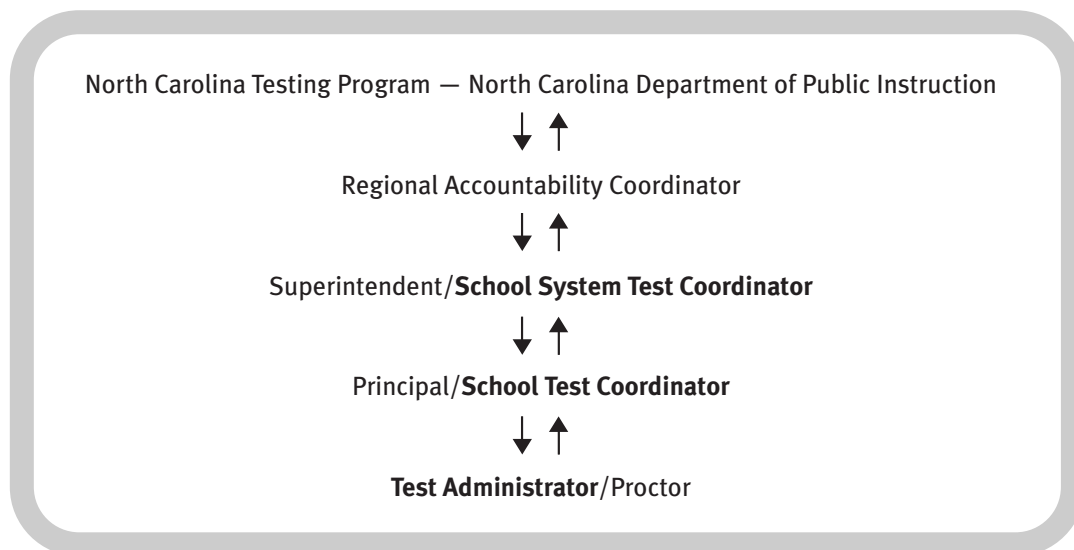 North Carolina Testing Program — North Carolina Department of Public Instruction
Regional Accountability Coordinator
Superintendent/School System Test Coordinator
Principal/School Test Coordinator
Test Administrator/Proctor